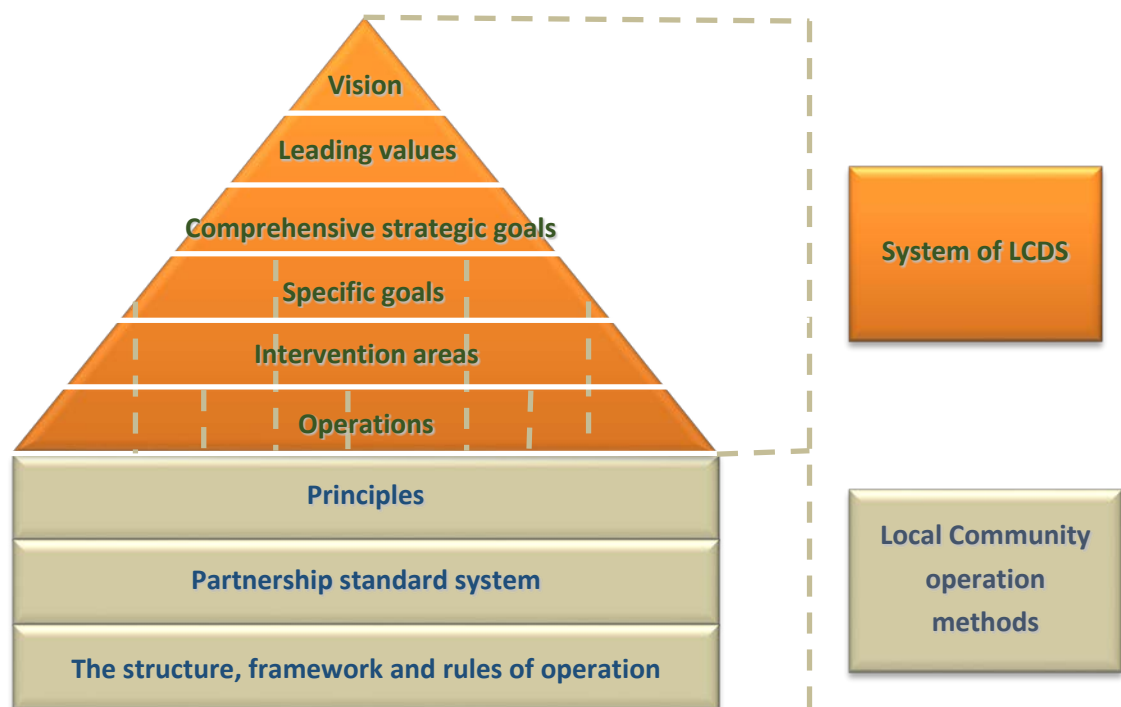 Vision
Leading values
Comprehensive strategic goals
Specific goals
Intervention areas
Operations
Principles
Partnership standard system
The structure, framework and rules of operation
System of LCDS
Local Community
operation
methods